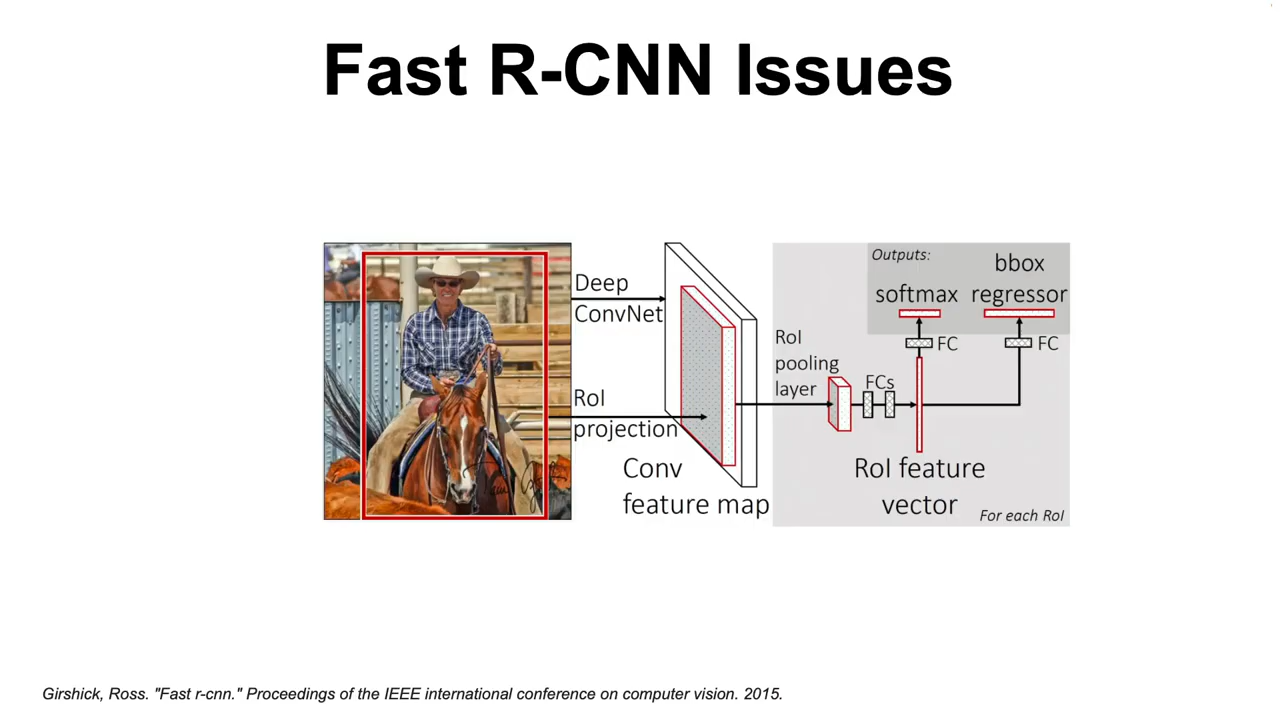 Fast R-CNN Issues
Deep
ConvNet
RoI
projection
Conv
feature map
RoI
pooling
layer
FCs
Outputs:
softmax
bbox
regressor
FC
FC
RoI feature
vector
For each RoI
Girshick, Ross. "Fast r-cnn." Proceedings of the IEEE international conference on computer vision. 2015.